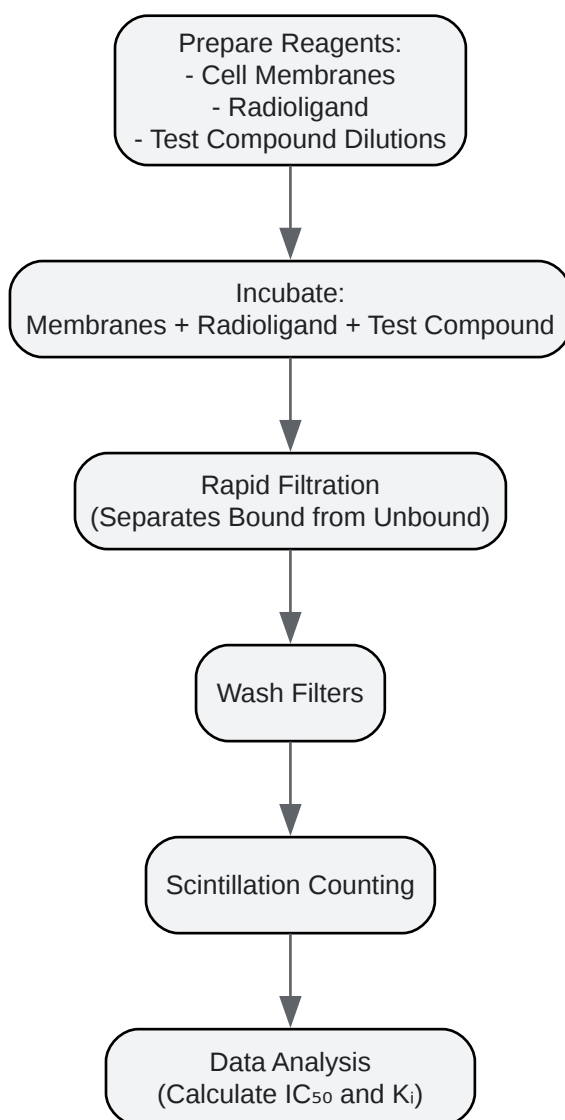 Prepare Reagents:
- Cell Membranes
- Radioligand
- Test Compound Dilutions
Incubate:
Membranes + Radioligand + Test Compound
Rapid Filtration
(Separates Bound from Unbound)
Wash Filters
Scintillation Counting
Data Analysis
(Calculate IC₅₀ and Kᵢ)